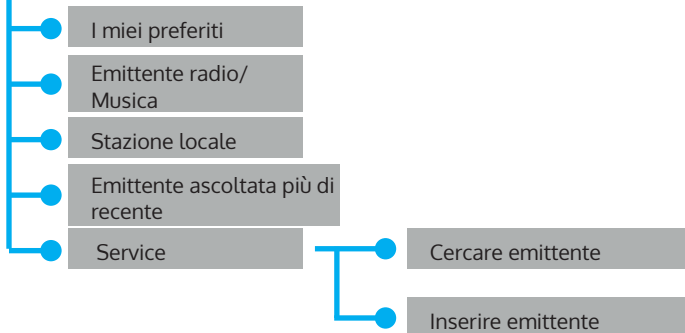 I miei preferiti
Emittente radio/
Musica
Stazione locale
Emittente ascoltata più di
recente
Service
Cercare emittente
Inserire emittente